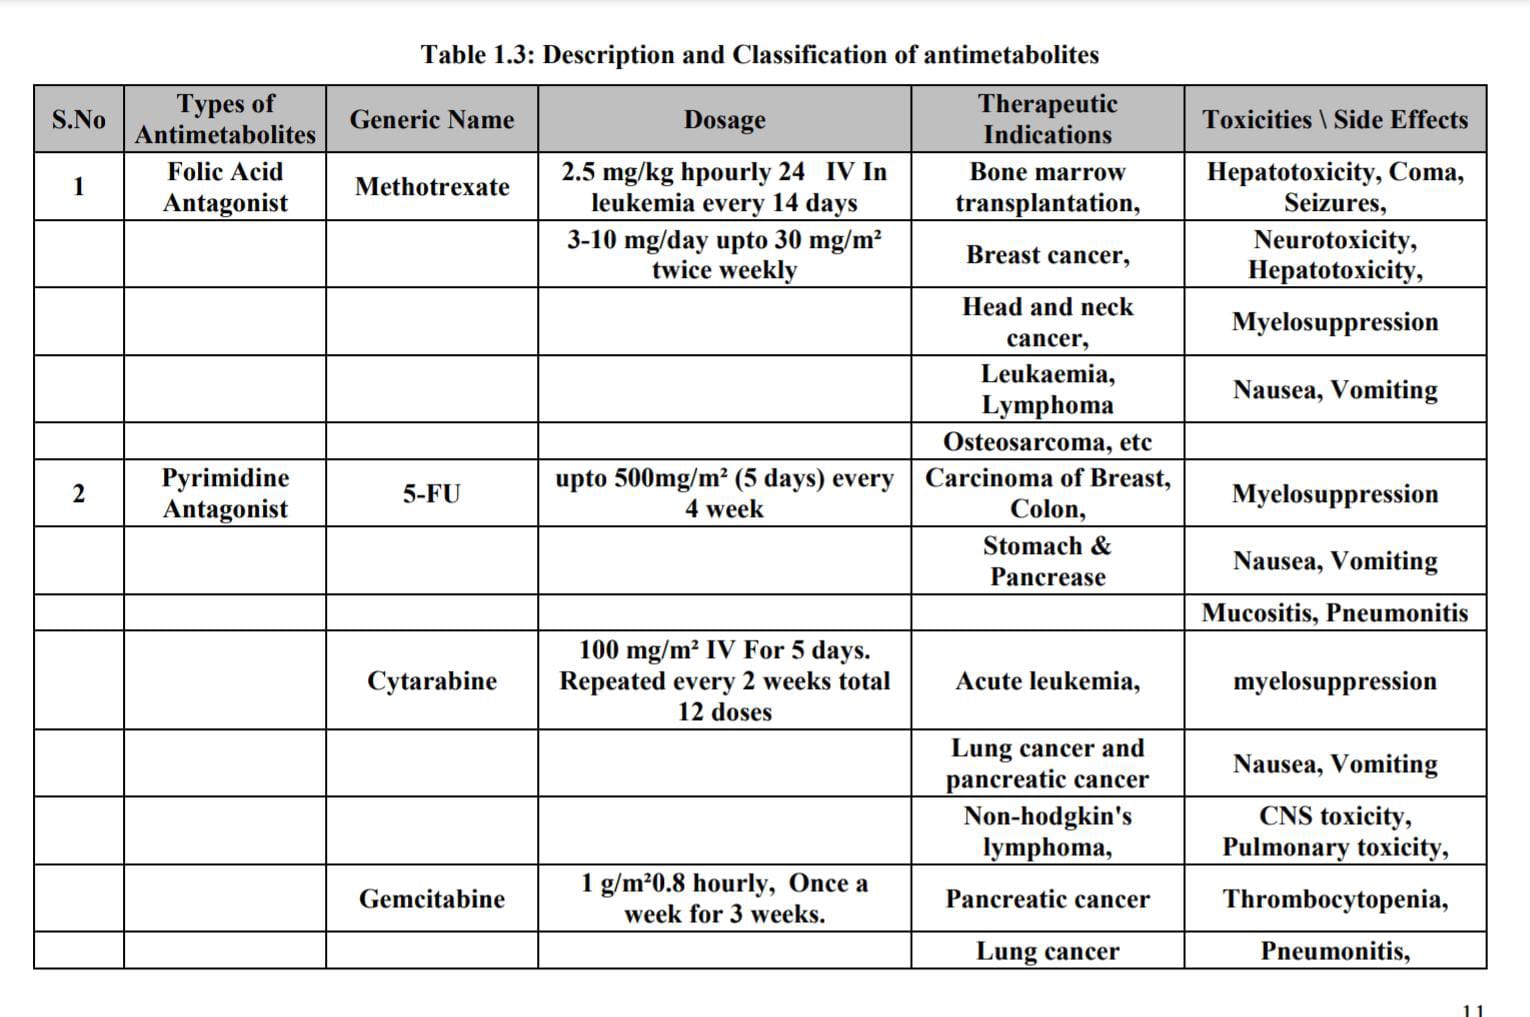 Table 1.3: Description and Classification of antimetabolites
S.No
Types of
Antimetabolites
Generic Name
Dosage
Therapeutic
Indications
Toxicities \ Side Effects
1
Folic Acid
Antagonist
Methotrexate
2.5 mg/kg hpourly 24 IV In
leukemia every 14 days
Bone marrow
transplantation,
Hepatotoxicity, Coma,
Seizures,
3-10 mg/day upto 30 mg/m²
twice weekly
Breast cancer,
Neurotoxicity,
Hepatotoxicity,
Head and neck
cancer,
Myelosuppression
Leukaemia,
Lymphoma
Nausea, Vomiting
Osteosarcoma, etc
2
Pyrimidine
Antagonist
5-FU
upto 500mg/m² (5 days) every
4 week
Carcinoma of Breast,
Colon,
Myelosuppression
Stomach &
Pancrease
Nausea, Vomiting
Mucositis, Pneumonitis
Cytarabine
100 mg/m² IV For 5 days.
Repeated every 2 weeks total
12 doses
Acute leukemia,
myelosuppression
Lung cancer and
pancreatic cancer
Nausea, Vomiting
Non-hodgkin's
lymphoma,
CNS toxicity,
Pulmonary toxicity,
Gemcitabine
1 g/m²0.8 hourly, Once a
week for 3 weeks.
Pancreatic cancer
Thrombocytopenia,
Lung cancer
Pneumonitis,
11